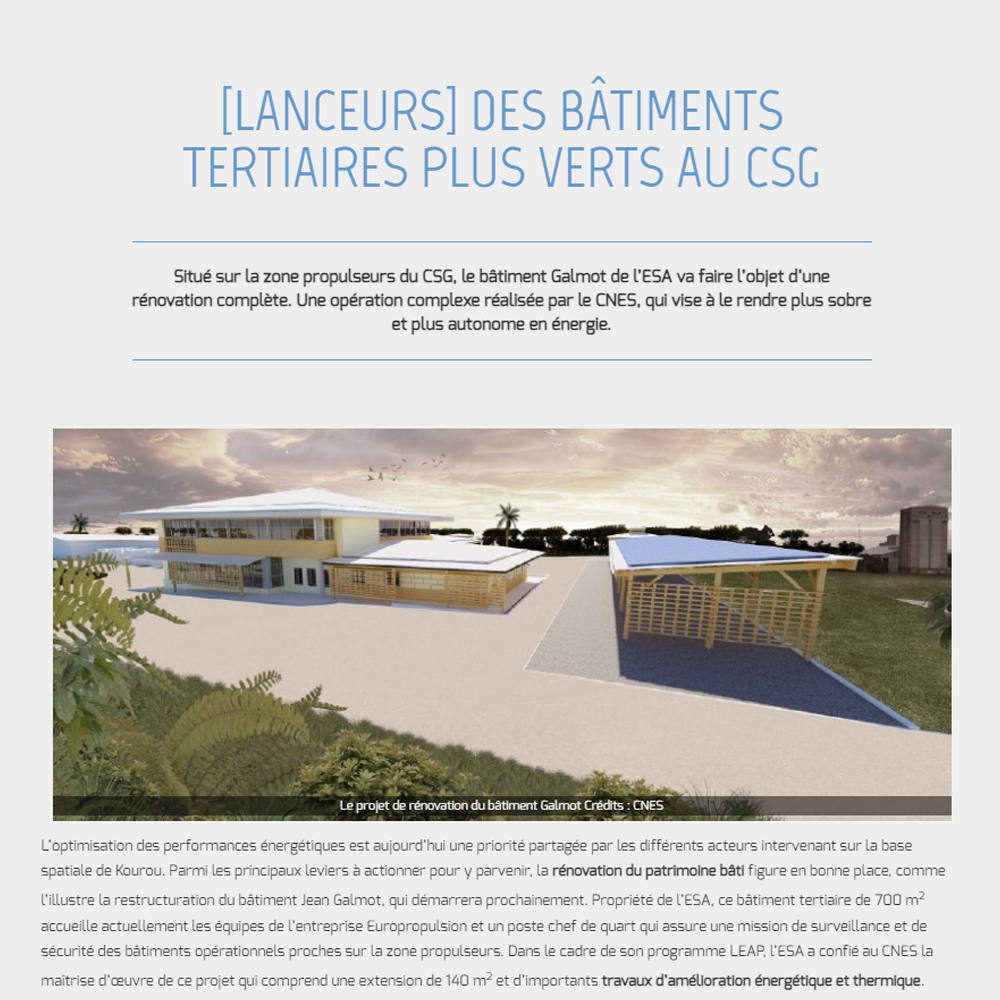 [LANCEURS] DES BÂTIMENTS
TERTIAIRES PLUS VERTS AU CSG
Situé sur la zone propulseurs du CSG, le bâtiment Galmot de l'ESA va faire l'objet d'une
rénovation complète. Une opération complexe réalisée par le CNES, qui vise à le rendre plus sobre
et plus autonome en énergie.
Le projet de rénovation du bâtiment Galmot Crédits : CNES
L'optimisation des performances énergétiques est aujourd'hui une priorité partagée par les différents acteurs intervenant sur la base
spatiale de Kourou. Parmi les principaux leviers à actionner pour y parvenir, la rénovation du patrimoine bâti figure en bonne place, comme
l'illustre la restructuration du bâtiment Jean Galmot, qui démarrera prochainement. Propriété de l'ESA, ce bâtiment tertiaire de 700 m²
accueille actuellement les équipes de l'entreprise Europropulsion et un poste chef de quart qui assure une mission de surveillance et de
sécurité des bâtiments opérationnels proches sur la zone propulseurs. Dans le cadre de son programme LEAP, l'ESA a confié au CNES la
maîtrise d'œuvre de ce projet qui comprend une extension de 140 m² et d'importants travaux d'amélioration énergétique et thermique.